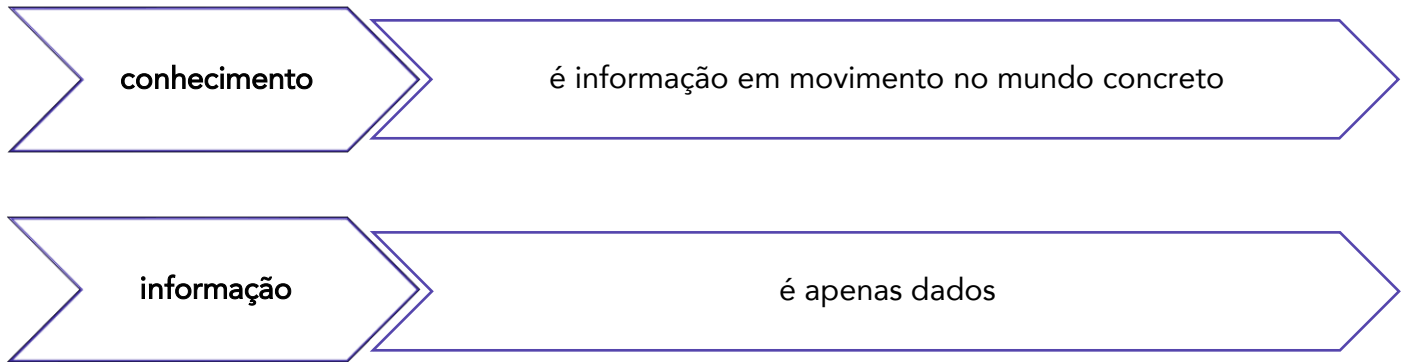 conhecimento
é informação em movimento no mundo concreto
informação
é apenas dados